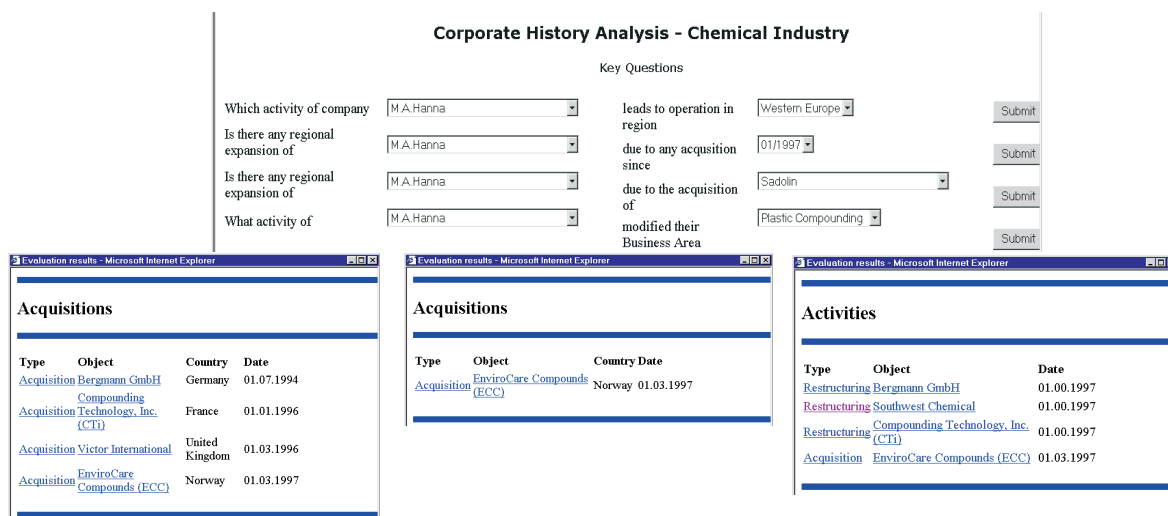 Corporate History Analysis - Chemical Industry
Key Questions
Which activity of company M.A.Hanna leads to operation in region Western Europe Submit
Is there any regional expansion of M.A.Hanna due to any acqusition since 01/1997 Submit
Is there any regional expansion of M.A.Hanna due to the acquisition of Sadolin Submit
What activity of M.A.Hanna modified their Business Area Plastic Compounding Submit
Evaluation results - Microsoft Internet Explorer
Acquisitions
Type Object Country Date
Acquisition Bergmann GmbH Germany 01.07.1994
Acquisition Compounding Technology, Inc. (CTi) France 01.01.1996
Acquisition Victor International United Kingdom 01.03.1996
Acquisition EnviroCare Compounds (ECC) Norway 01.03.1997
Evaluation results - Microsoft Internet Explorer
Acquisitions
Type Object Country Date
Acquisition EnviroCare Compounds (ECC) Norway 01.03.1997
Evaluation results - Microsoft Internet Explorer
Activities
Type Object Date
Restructuring Bergmann GmbH 01.00.1997
Restructuring Southwest Chemical 01.00.1997
Restructuring Compounding Technology, Inc. (CTi) 01.00.1997
Acquisition EnviroCare Compounds (ECC) 01.03.1997